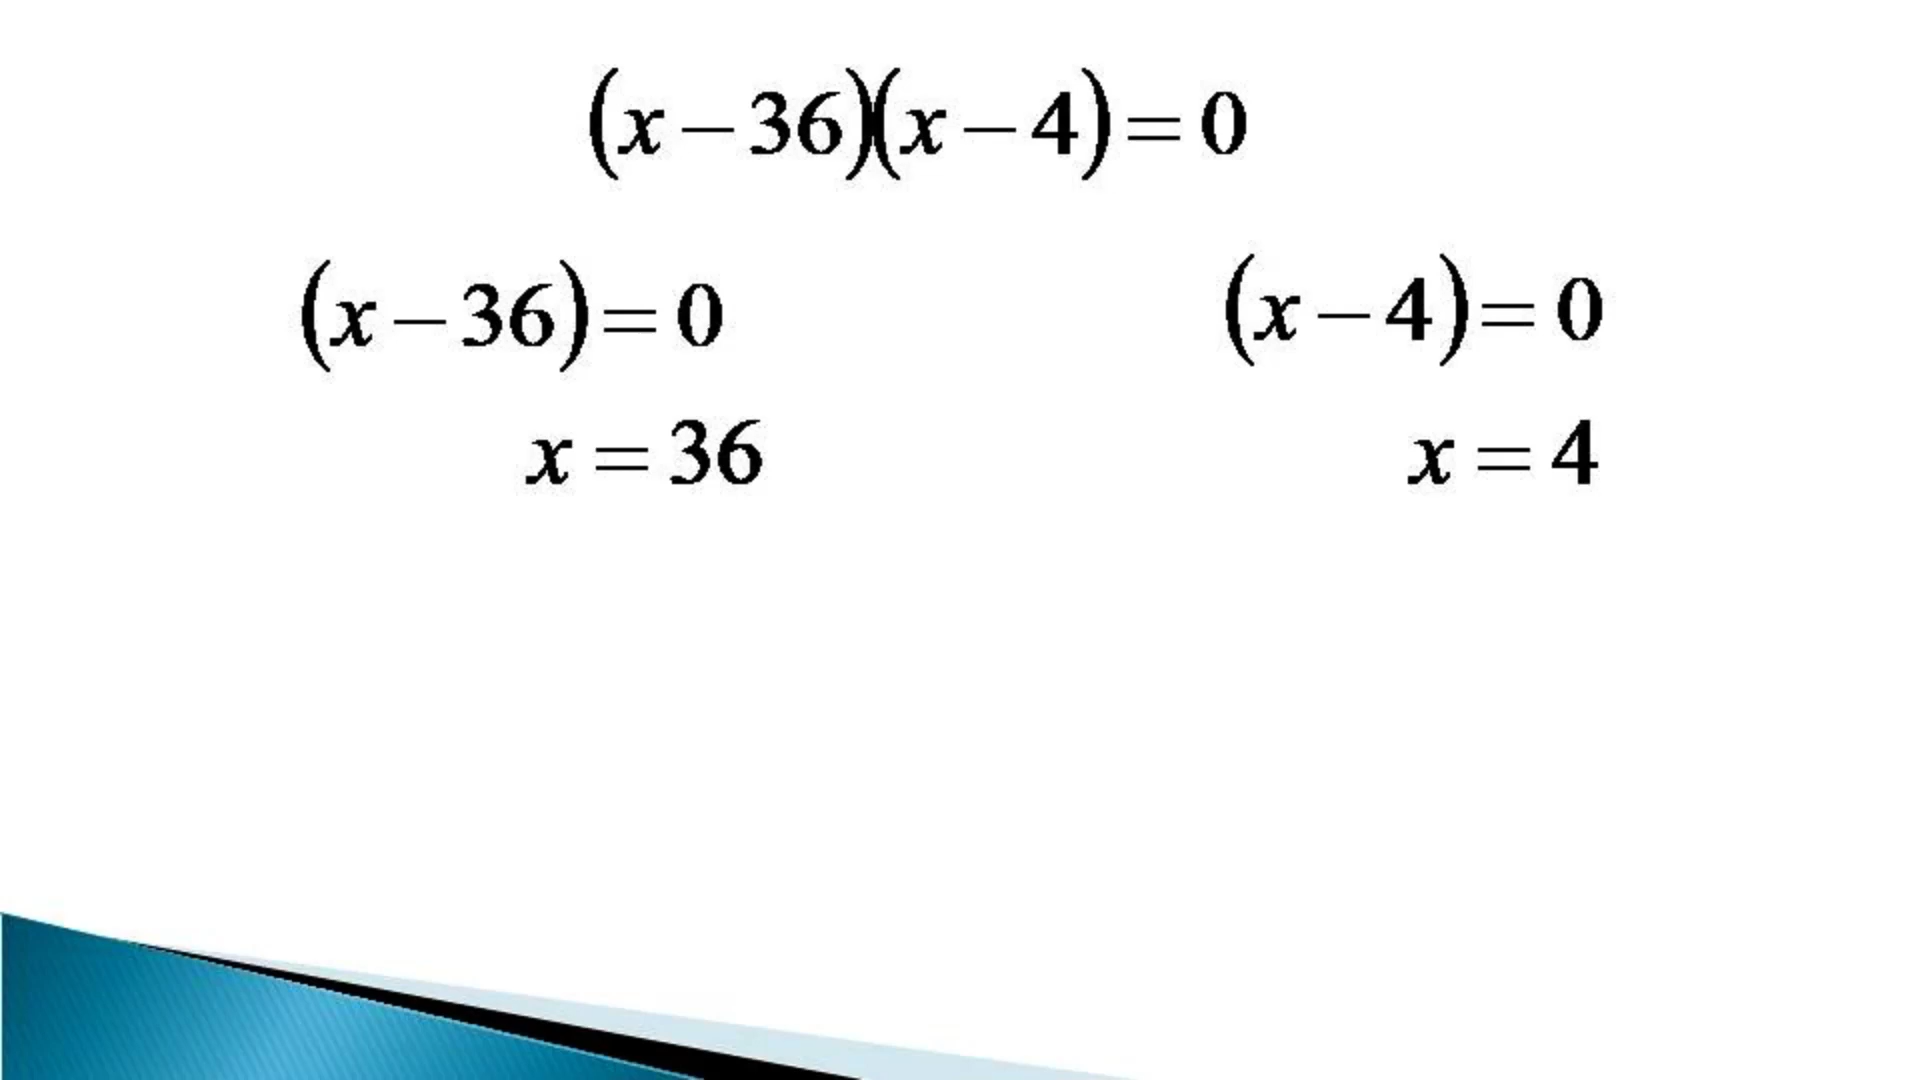 (x − 36)(x − 4) = 0
(x − 36) = 0
(x − 4) = 0
x = 36
x = 4